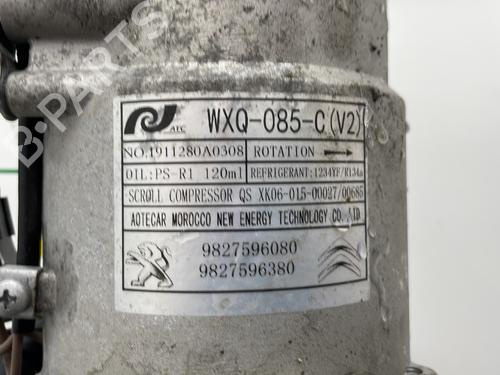 ATC WXQ-085-C(V2)
NO.1911280A0308 ROTATION
OIL:PS-R1 120ml REFRIGERANT:1234YF/R134a
SCROLL COMPRESSOR QS XK06-015-00027/00685
AOTECAR MOROCCO NEW ENERGY TECHNOLOGY CO.,LTD.
9827596080
9827596380
B-PARTS